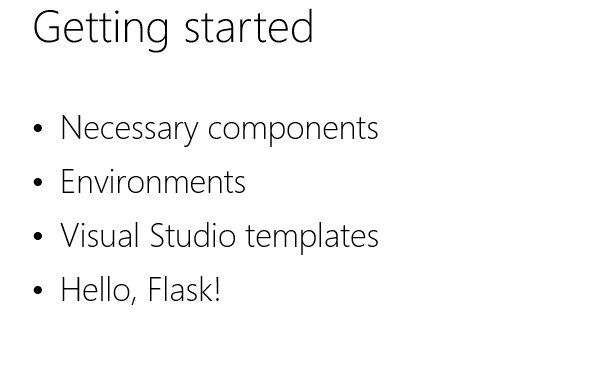 Getting started
• Necessary components
• Environments
• Visual Studio templates
• Hello, Flask!